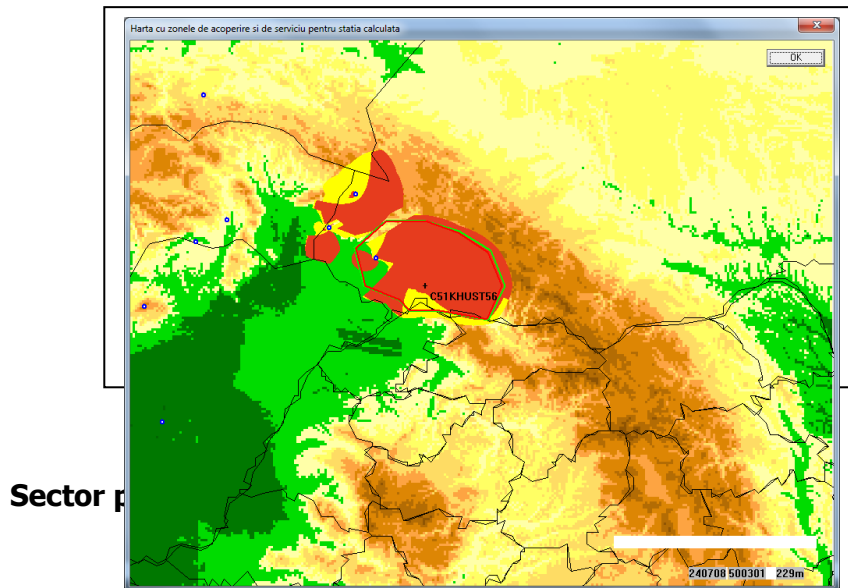 Harta cu zonele de acoperire si de serviciu pentru statia calculata
OK
C51KHUST56
Sector p
240708 500301 229m